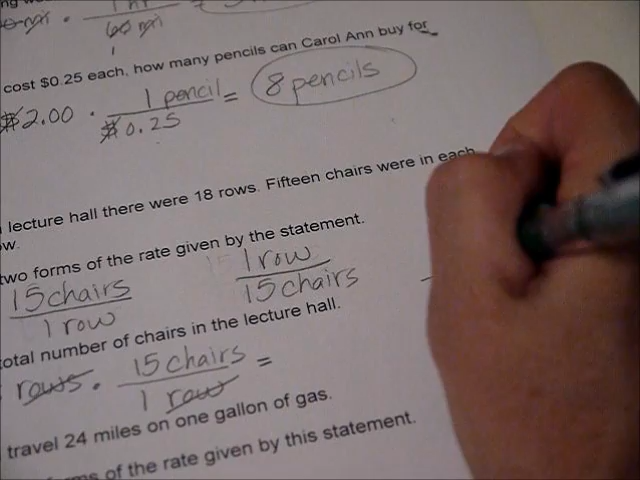 1 hr
60 min
cost $0.25 each, how many pencils can Carol Ann buy for
$2.00 · 1 pencil / $0.25 = 8 pencils
lecture hall there were 18 rows. Fifteen chairs were in each
two forms of the rate given by the statement.
15 chairs / 1 row 1 row / 15 chairs
total number of chairs in the lecture hall.
rows · 15 chairs / 1 row =
travel 24 miles on one gallon of gas.
of the rate given by this statement.